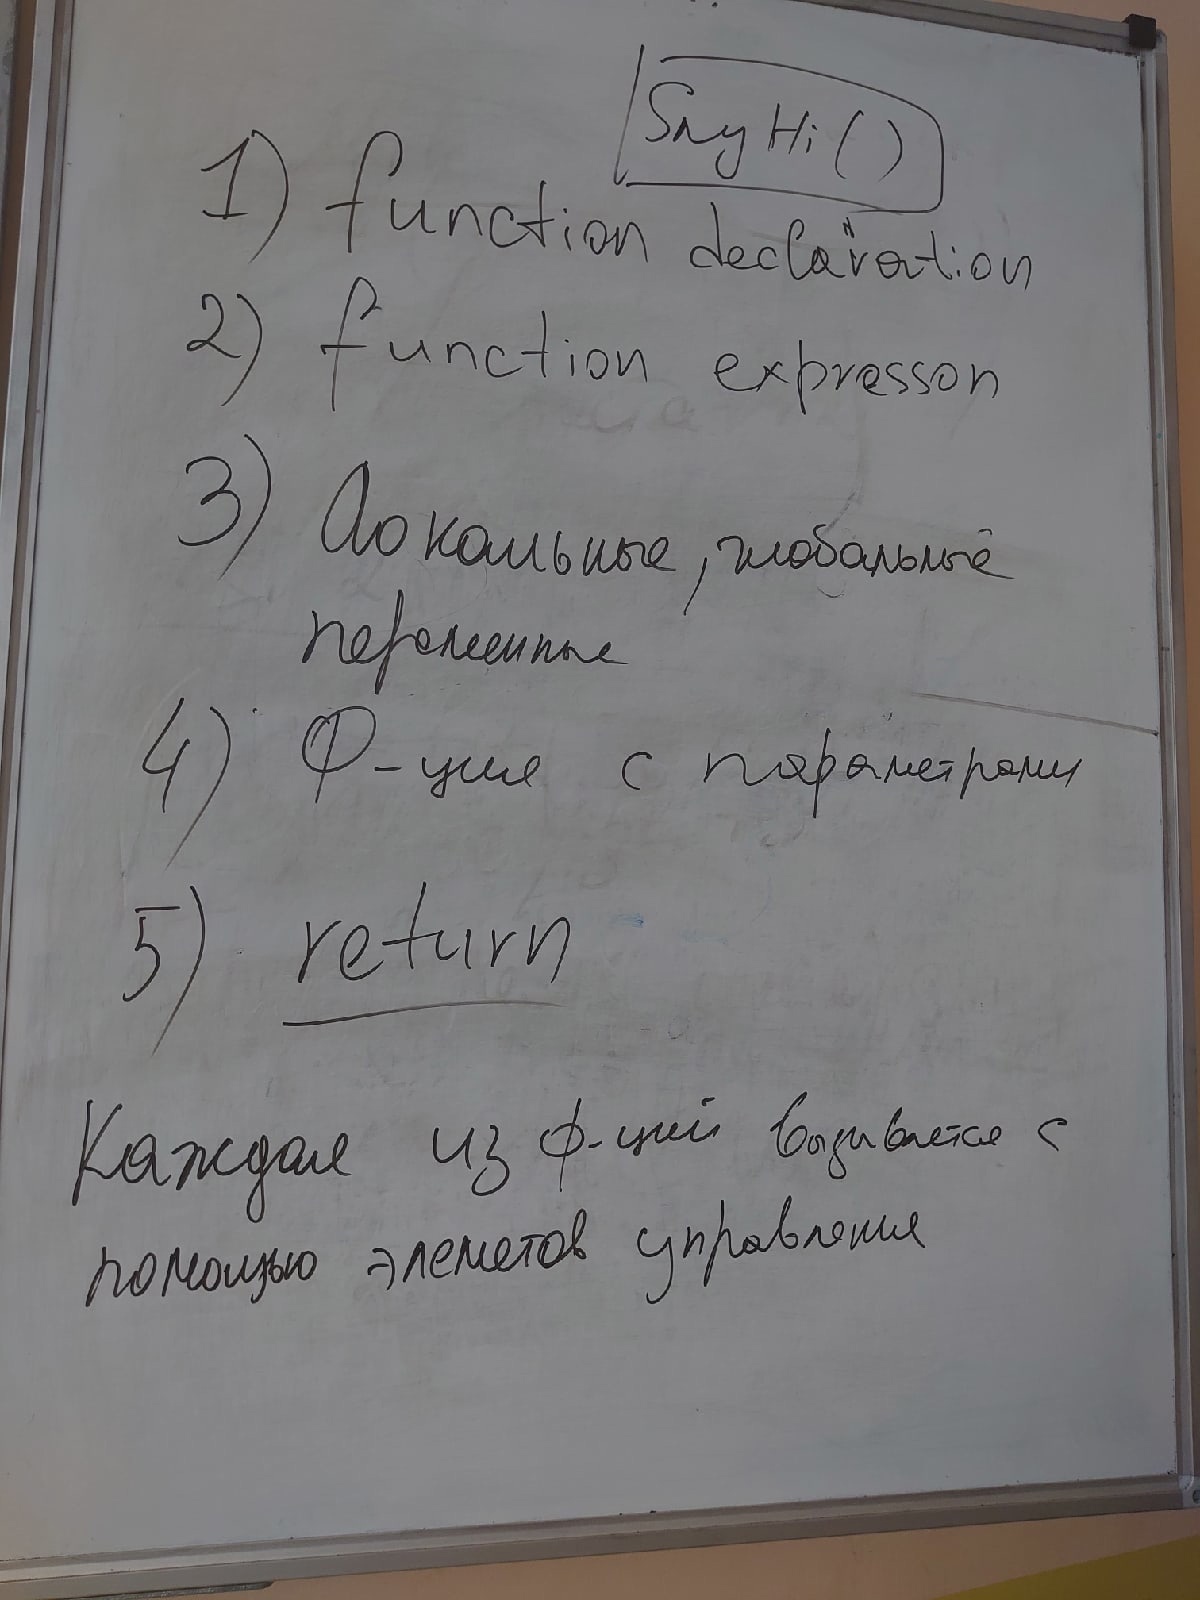 SayHi()
1) function declaration
2) function expresson
3) Локальные, глобальные
переменные
4) Ф-ция с параметрами
5) return
Каждая из ф-ций вызывается с
помощью элеметов управления